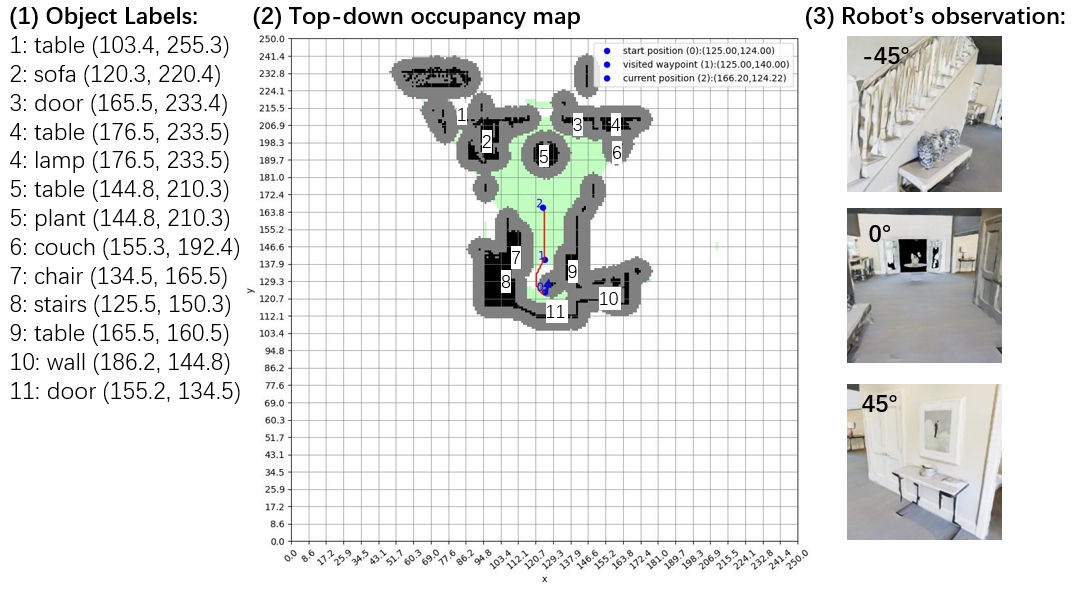 (1) Object Labels:
1: table (103.4, 255.3)
2: sofa (120.3, 220.4)
3: door (165.5, 233.4)
4: table (176.5, 233.5)
4: lamp (176.5, 233.5)
5: table (144.8, 210.3)
5: plant (144.8, 210.3)
6: couch (155.3, 192.4)
7: chair (134.5, 165.5)
8: stairs (125.5, 150.3)
9: table (165.5, 160.5)
10: wall (186.2, 144.8)
11: door (155.2, 134.5)
(2) Top-down occupancy map
start position (0):(125.00,124.00)
visited waypoint (1):(125.00,140.00)
current position (2):(166.20,124.22)
250.0
241.4
232.8
224.1
215.5
206.9
198.3
189.7
181.0
172.4
163.8
155.2
146.6
137.9
129.3
120.7
112.1
103.4
94.8
86.2
77.6
69.0
60.3
51.7
43.1
34.5
25.9
17.2
8.6
0.0
y
1
2
3
4
5
6
2
7
1
8
9
0
10
11
0.0 8.6 17.2 25.9 34.5 43.1 51.7 60.3 69.0 77.6 86.2 94.8 103.4 112.1 120.7 129.3 137.9 146.6 155.2 163.8 172.4 181.0 189.7 198.3 206.9 215.5 224.1 232.8 241.4 250.0
x
(3) Robot’s observation:
-45°
0°
45°